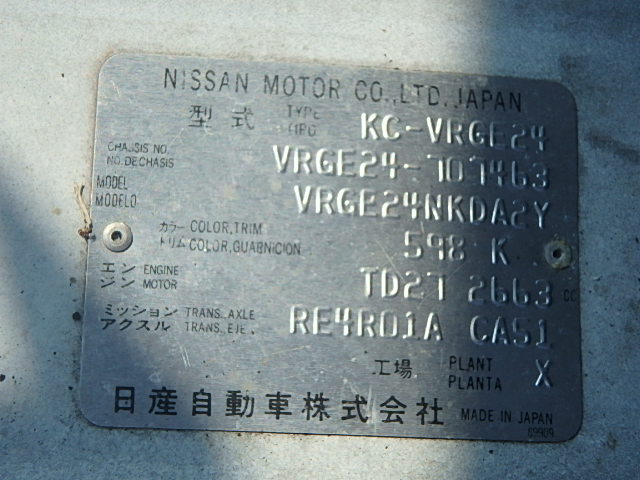 NISSAN MOTOR CO.,LTD. JAPAN
型式 TYPE TIPO KC-VRGE24
CHASSIS NO. NO. DE CHASIS VRGE24-707463
MODEL MODELO VRGE24NKDA2Y
カラー COLOR,TRIM
トリム COLOR,GUARNICION 598 K
エンジン ENGINE MOTOR TD27 2663 CC
ミッション TRANS. AXLE
アクスル TRANS. EJE. RE4R01A CA51
工場 PLANT PLANTA X
日産自動車株式会社 MADE IN JAPAN